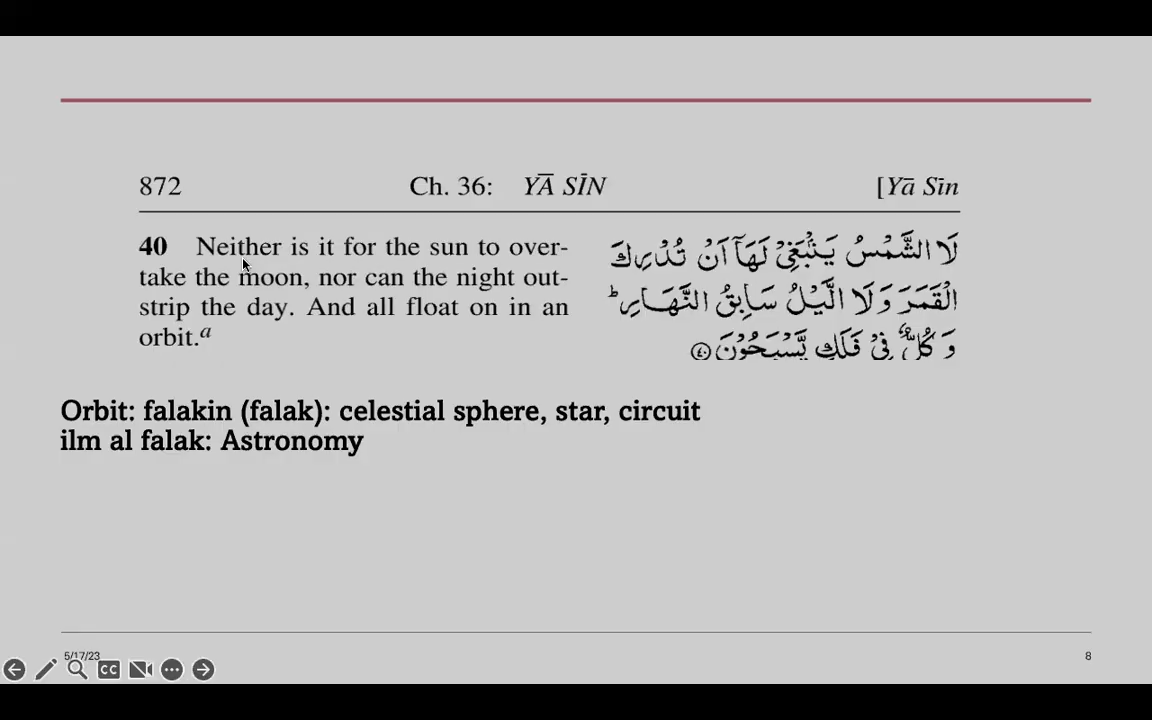 872 Ch. 36: YĀ SĪN [Yā Sīn
40 Neither is it for the sun to over-
take the moon, nor can the night out-
strip the day. And all float on in an
orbit.a
لَا الشَّمْسُ يَنْۢبَغِيْ لَهَاۤ اَنْ تُدْرِكَ
الْقَمَرَ وَلَا الَّيْلُ سَابِقُ النَّهَارِ ؕ
وَ كُلٌّ فِيْ فَلَكٍ يَّسْبَحُوْنَ ﴿۴۰﴾
Orbit: falakin (falak): celestial sphere, star, circuit
ilm al falak: Astronomy
5/17/23 8
CC